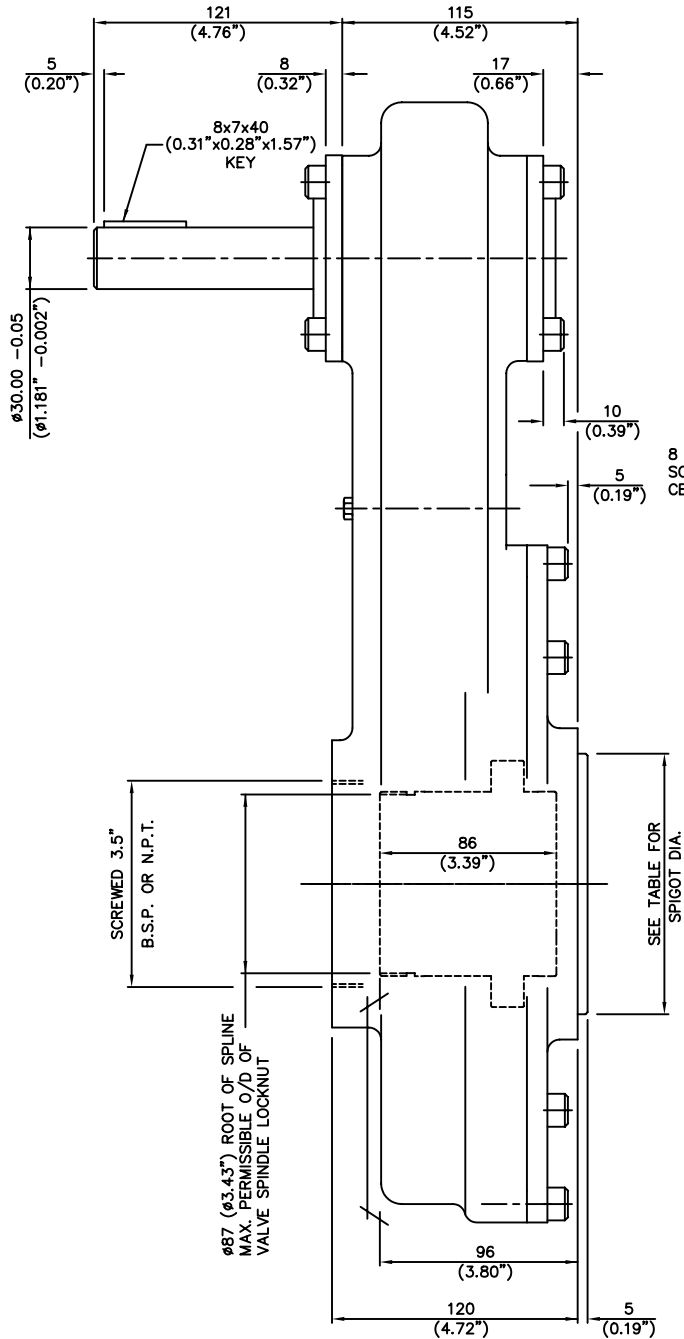 121
(4.76")
115
(4.52")
5
(0.20")
8
(0.32")
17
(0.66")
8x7x40
(0.31"x0.28"x1.57")
KEY
ø30.00 -0.05
(ø1.181" -0.002")
10
(0.39")
5
(0.19")
8
SO
CE
SCREWED 3.5"
B.S.P. OR N.P.T.
86
(3.39")
SEE TABLE FOR
SPIGOT DIA.
ø87 (ø3.43") ROOT OF SPLINE
MAX. PERMISSIBLE O/D OF
VALVE SPINDLE LOCKNUT
96
(3.80")
120
(4.72")
5
(0.19")